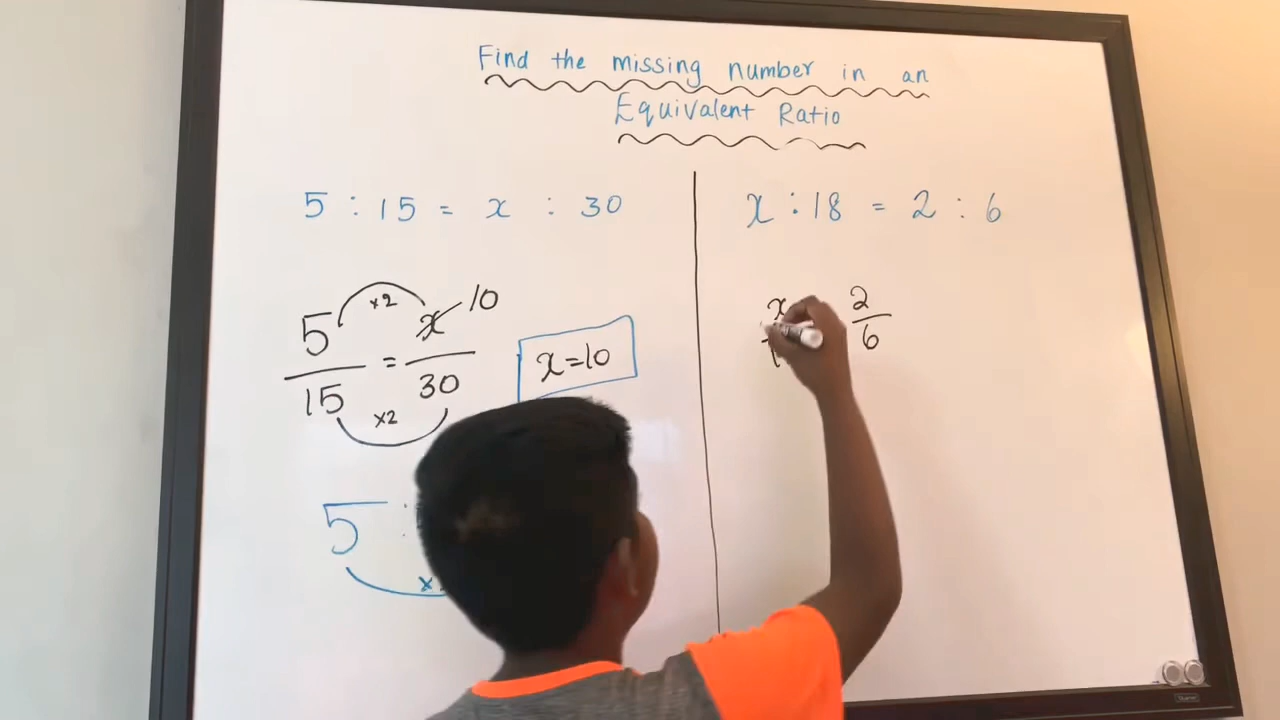 Find the missing number in an
Equivalent Ratio
5 : 15 = x : 30
×2
5/15 = x/30
10
×2
x=10
5 :
x : 18 = 2 : 6
x
2/6